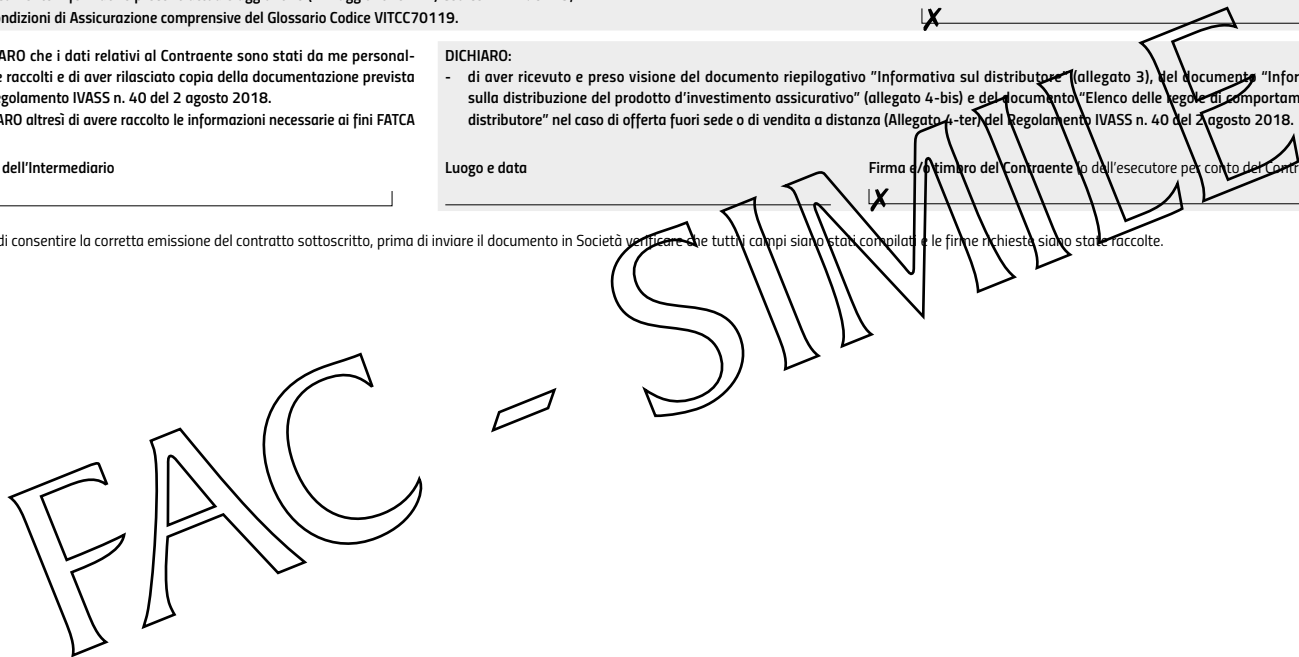 ondizioni di Assicurazione comprensive del Glossario Codice VITCC70119.
✗
ARO che i dati relativi al Contraente sono stati da me personal-
e raccolti e di aver rilasciato copia della documentazione prevista
egolamento IVASS n. 40 del 2 agosto 2018.
ARO altresì di avere raccolto le informazioni necessarie ai fini FATCA
dell’Intermediario
DICHIARO:
- di aver ricevuto e preso visione del documento riepilogativo ”Informativa sul distributore” (allegato 3), del documento “Infor
sulla distribuzione del prodotto d’investimento assicurativo” (allegato 4-bis) e del documento “Elenco delle regole di comportam
distributore” nel caso di offerta fuori sede o di vendita a distanza (Allegato 4-ter) del Regolamento IVASS n. 40 del 2 agosto 2018.
Luogo e data
Firma e/o timbro del Contraente (o dell’esecutore per conto del Contr
✗
di consentire la corretta emissione del contratto sottoscritto, prima di inviare il documento in Società verificare che tutti i campi siano stati compilati e le firme richieste siano state raccolte.
FAC - SIMILE